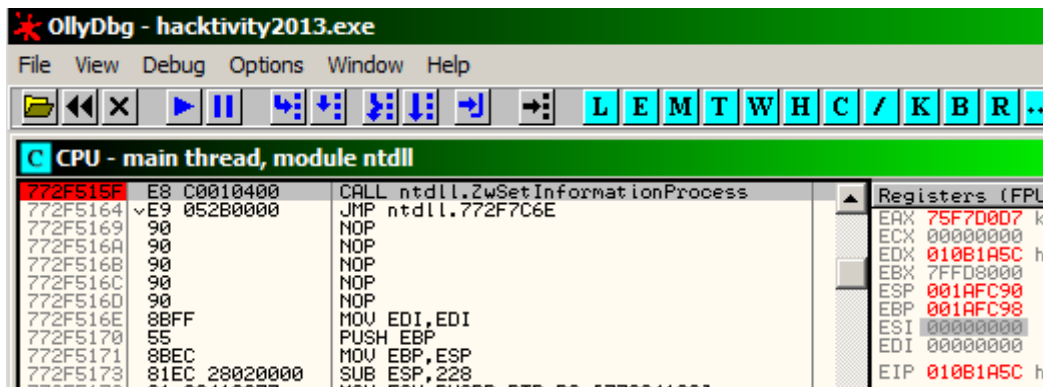 OllyDbg - hacktivity2013.exe
File View Debug Options Window Help
L E M T W H C / K B R
C CPU - main thread, module ntdll
772F515F E8 C0010400 CALL ntdll.ZwSetInformationProcess
772F5164 E9 052B0000 JMP ntdll.772F7C6E
772F5169 90 NOP
772F516A 90 NOP
772F516B 90 NOP
772F516C 90 NOP
772F516D 90 NOP
772F516E 8BFF MOV EDI,EDI
772F5170 55 PUSH EBP
772F5171 8BEC MOV EBP,ESP
772F5173 81EC 28020000 SUB ESP,228
Registers (FPU
EAX 75F7D0D7 k
ECX 00000000
EDX 010B1A5C h
EBX 7FFD8000
ESP 001AFC90
EBP 001AFC98
ESI 00000000
EDI 00000000
EIP 010B1A5C h